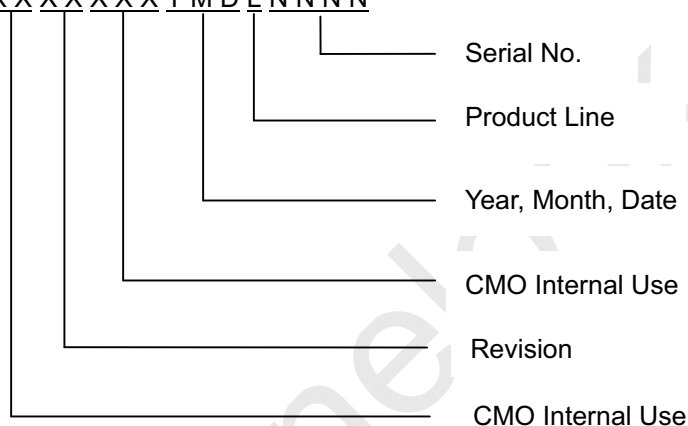 X X X X X X X Y M D L N N N N
Serial No.
Product Line
Year, Month, Date
CMO Internal Use
Revision
CMO Internal Use